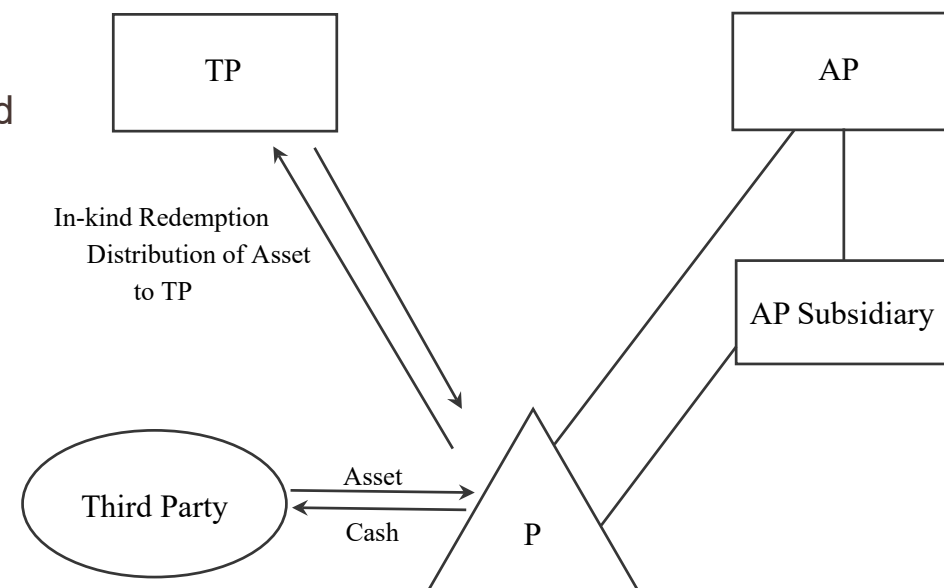 TP
AP
In-kind Redemption
Distribution of Asset
to TP
AP Subsidiary
Asset
Third Party
Cash
P